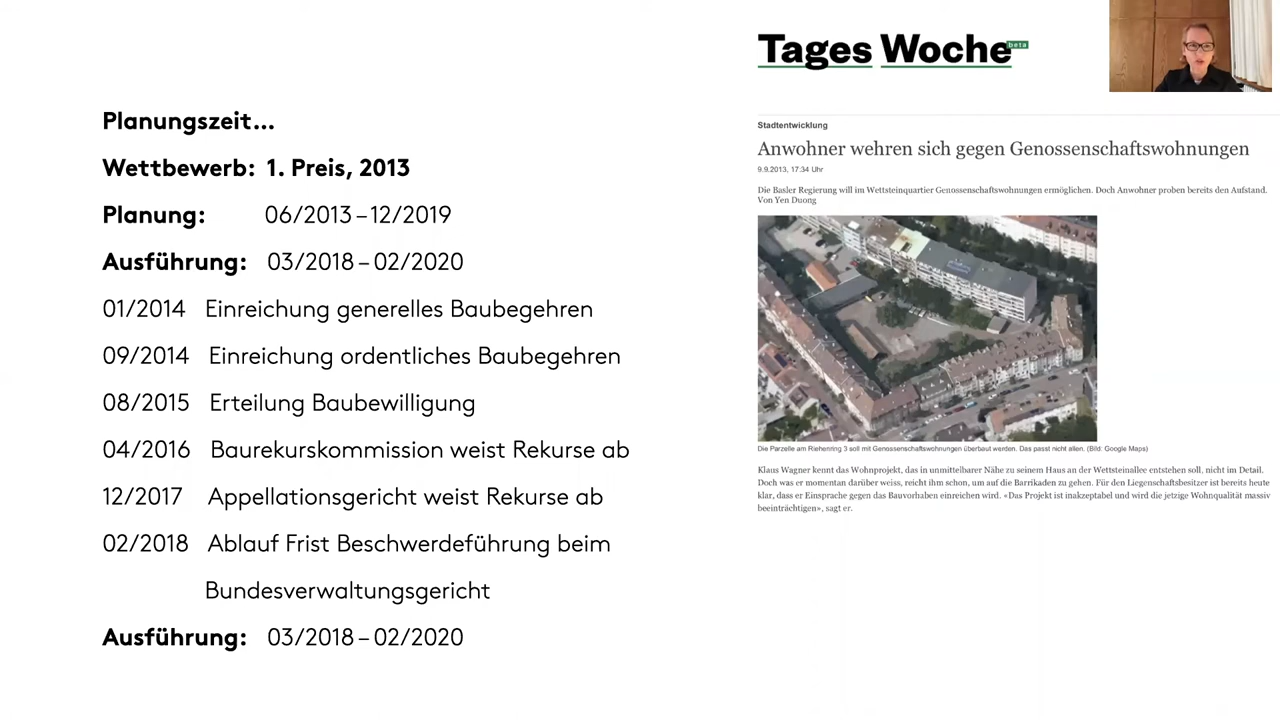 Planungszeit...
Wettbewerb: 1. Preis, 2013
Planung: 06/2013 – 12/2019
Ausführung: 03/2018 – 02/2020
01/2014 Einreichung generelles Baubegehren
09/2014 Einreichung ordentliches Baubegehren
08/2015 Erteilung Baubewilligung
04/2016 Baurekurskommission weist Rekurse ab
12/2017 Appellationsgericht weist Rekurse ab
02/2018 Ablauf Frist Beschwerdeführung beim
Bundesverwaltungsgericht
Ausführung: 03/2018 – 02/2020
Tages Woche beta
Stadtentwicklung
Anwohner wehren sich gegen Genossenschaftswohnungen
9.9.2013, 17:34 Uhr
Die Basler Regierung will im Wettsteinquartier Genossenschaftswohnungen ermöglichen. Doch Anwohner proben bereits den Aufstand.
Von Yen Duong
Die Parzelle am Riehenring 3 soll mit Genossenschaftswohnungen überbaut werden. Das passt nicht allen. (Bild: Google Maps)
Klaus Wagner kennt das Wohnprojekt, das in unmittelbarer Nähe zu seinem Haus an der Wettsteinallee entstehen soll, nicht im Detail.
Doch was er momentan darüber weiss, reicht ihm schon, um auf die Barrikaden zu gehen. Für den Liegenschaftsbesitzer ist bereits heute
klar, dass er Einsprache gegen das Bauvorhaben einreichen wird. «Das Projekt ist inakzeptabel und wird die jetzige Wohnqualität massiv
beeinträchtigen», sagt er.